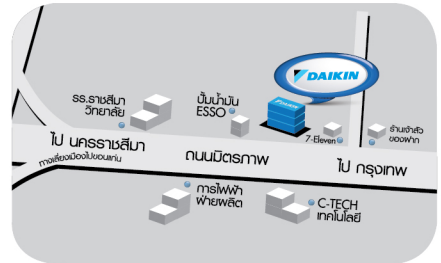 DAIKIN
DAIKIN
รร.ราชสีมา
วิทยาลัย
ปั๊มน้ำมัน
ESSO
7-Eleven
ร้านเจ้าสัว
ของฝาก
ไป นครราชสีมา
ทางเลี่ยงเมืองไปขอนแก่น
ถนนมิตรภาพ
ไป กรุงเทพ
การไฟฟ้า
ฝ่ายผลิต
C-TECH
เทคโนโลยี